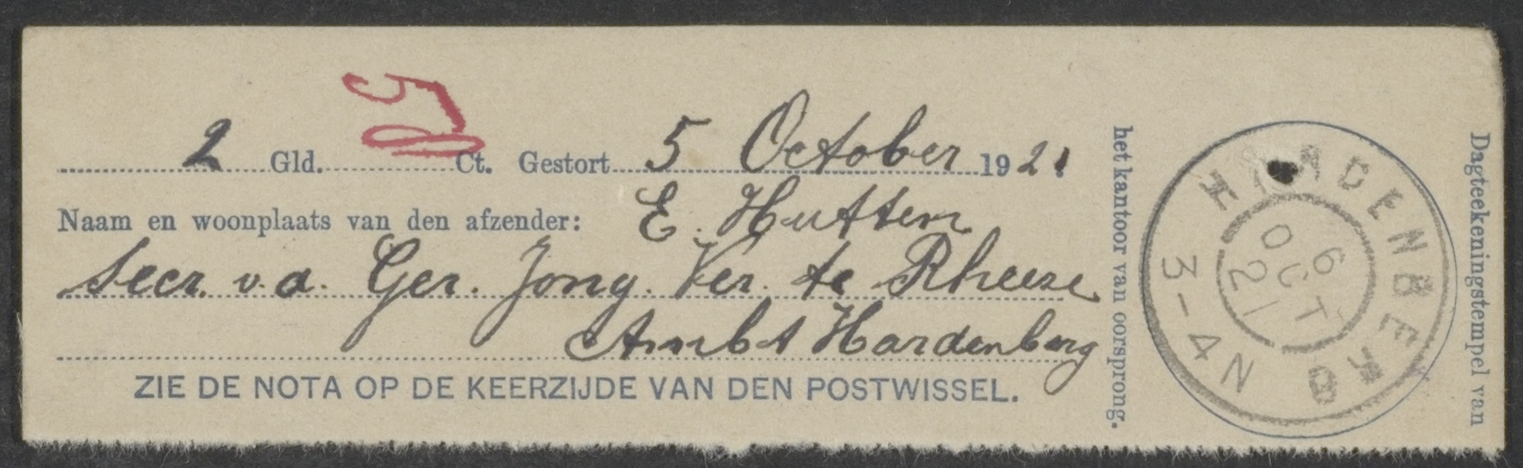 2 Gld. Ct. Gestort 5 October 1921
Naam en woonplaats van den afzender: E. Hutten
Secr. v.a. Ger. Jong. Ver. te Rheeze
Ambt Hardenberg
ZIE DE NOTA OP DE KEERZIJDE VAN DEN POSTWISSEL.
Dagteekeningstempel van
het kantoor van oorsprong.
HARDENBERG
6 OCT 21
3-4N